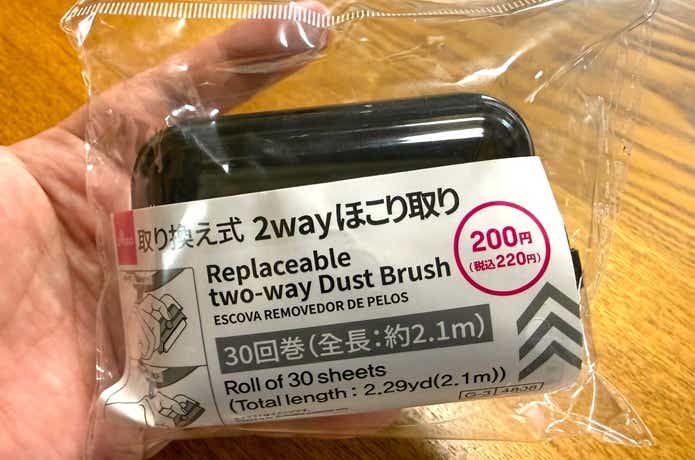 取り換え式 2wayほこり取り
200円
(税込220円)
Replaceable
two-way Dust Brush
ESCOVA REMOVEDOR DE PELOS
30回巻(全長:約2.1m)
Roll of 30 sheets
(Total length : 2.29yd(2.1m))
G-3 4808